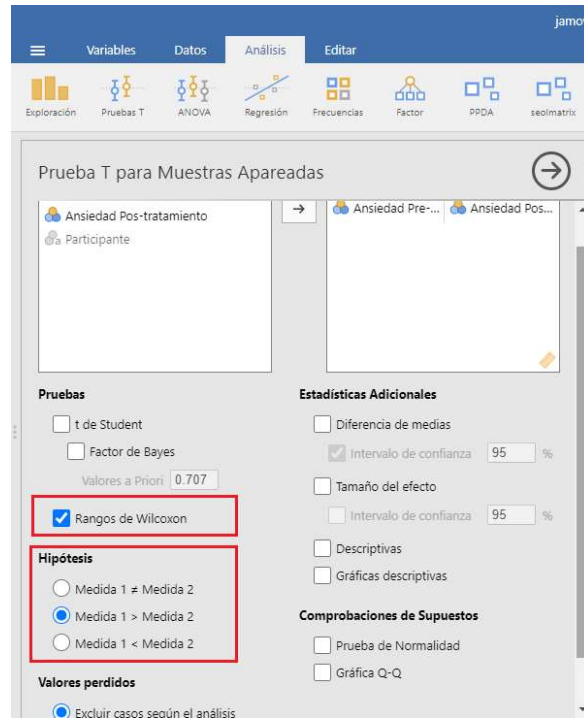 jamov
Variables Datos Análisis Editar
Exploración Pruebas T ANOVA Regresión Frecuencias Factor PPDA seolmatrix
Prueba T para Muestras Apareadas
Ansiedad Pos-tratamiento
Participante
Ansiedad Pre-... Ansiedad Pos...
Pruebas
t de Student
Factor de Bayes
Valores a Priori 0.707
Rangos de Wilcoxon
Hipótesis
Medida 1 ≠ Medida 2
Medida 1 > Medida 2
Medida 1 < Medida 2
Valores perdidos
Excluir casos según el análisis
Estadísticas Adicionales
Diferencia de medias
Intervalo de confianza 95 %
Tamaño del efecto
Intervalo de confianza 95 %
Descriptivas
Gráficas descriptivas
Comprobaciones de Supuestos
Prueba de Normalidad
Gráfica Q-Q